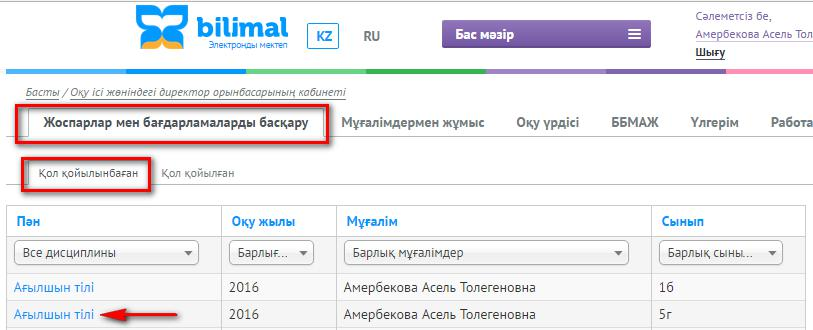 bilimal
Электронды мектеп
KZ RU
Бас мәзір
Сәлеметсіз бе,
Амербекова Асель Толег
Шығу
Басты / Оқу ісі жөніндегі директор орынбасарының кабинеті
Жоспарлар мен бағдарламаларды басқару Мұғалімдермен жұмыс Оқу үрдісі ББМАЖ Үлгерім Работа
Қол қойылынбаған Қол қойылған
Пән Оқу жылы Мұғалім Сынып
Все дисциплины Барлығ... Барлық мұғалімдер Барлық сыны...
Ағылшын тілі 2016 Амербекова Асель Толегеновна 1б
Ағылшын тілі 2016 Амербекова Асель Толегеновна 5г